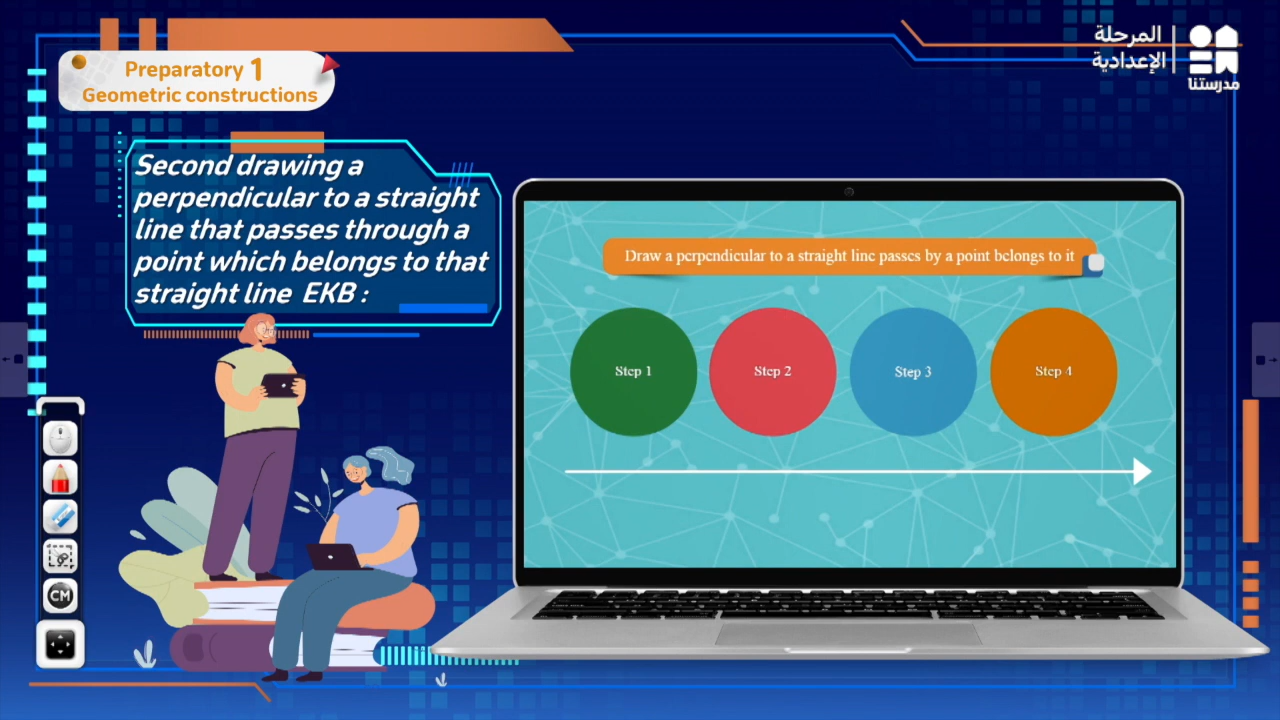 المرحلة
الإعدادية
مدرستنا
Preparatory 1
Geometric constructions
Second drawing a
perpendicular to a straight
line that passes through a
point which belongs to that
straight line EKB :
Draw a perpendicular to a straight line passes by a point belongs to it
Step 1
Step 2
Step 3
Step 4
CM